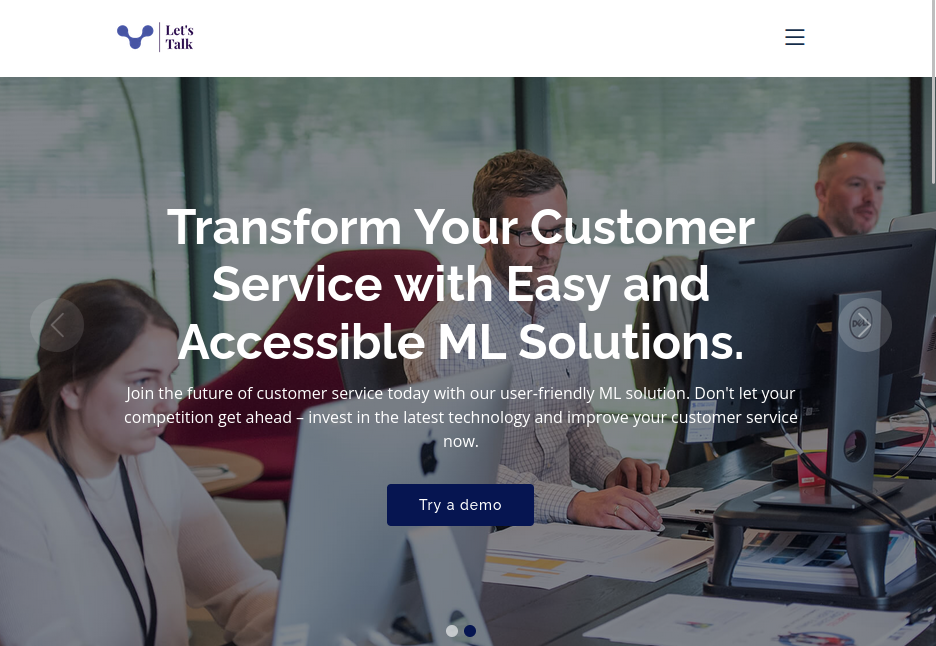 Let's
Talk
Transform Your Customer
Service with Easy and
Accessible ML Solutions.
Join the future of customer service today with our user-friendly ML solution. Don't let your
competition get ahead – invest in the latest technology and improve your customer service
now.
Try a demo